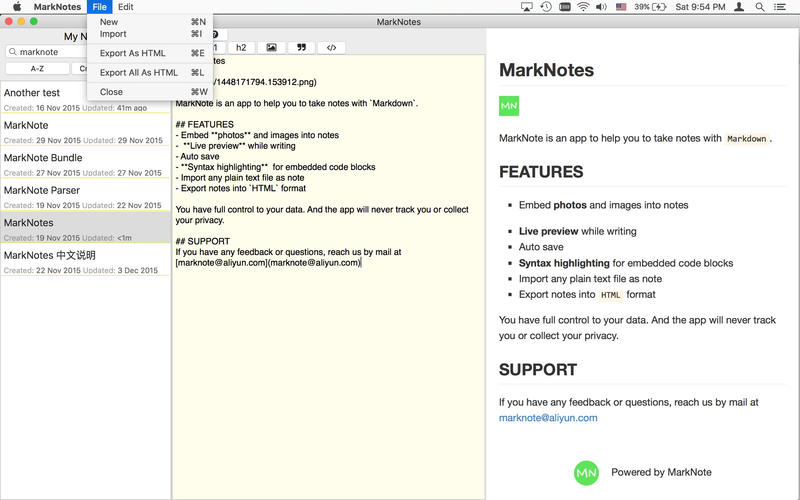 MarkNotes File Edit 39% Sat 9:54 PM
New ⌘N
Import ⌘I
Export As HTML ⌘E
Export All As HTML ⌘L
Close ⌘W
MarkNotes
My N
marknote
A-Z
Another test
Created: 16 Nov 2015 Updated: 41m ago
MarkNote
Created: 29 Nov 2015 Updated: 29 Nov 2015
MarkNote Bundle
Created: 27 Nov 2015 Updated: 27 Nov 2015
MarkNote Parser
Created: 19 Nov 2015 Updated: 22 Nov 2015
MarkNotes
Created: 19 Nov 2015 Updated: <1m
MarkNotes 中文说明
Created: 22 Nov 2015 Updated: 3 Dec 2015
1 h2 </>
otes
/1448171794.153912.png)
MarkNote is an app to help you to take notes with `Markdown`.
## FEATURES
- Embed **photos** and images into notes
- **Live preview** while writing
- Auto save
- **Syntax highlighting** for embedded code blocks
- Import any plain text file as note
- Export notes into `HTML` format
You have full control to your data. And the app will never track you or collect
your privacy.
## SUPPORT
If you have any feedback or questions, reach us by mail at
[marknote@aliyun.com](marknote@aliyun.com)
MarkNotes
MN
MarkNote is an app to help you to take notes with Markdown .
FEATURES
Embed photos and images into notes
Live preview while writing
Auto save
Syntax highlighting for embedded code blocks
Import any plain text file as note
Export notes into HTML format
You have full control to your data. And the app will never track
you or collect your privacy.
SUPPORT
If you have any feedback or questions, reach us by mail at
marknote@aliyun.com
MN Powered by MarkNote